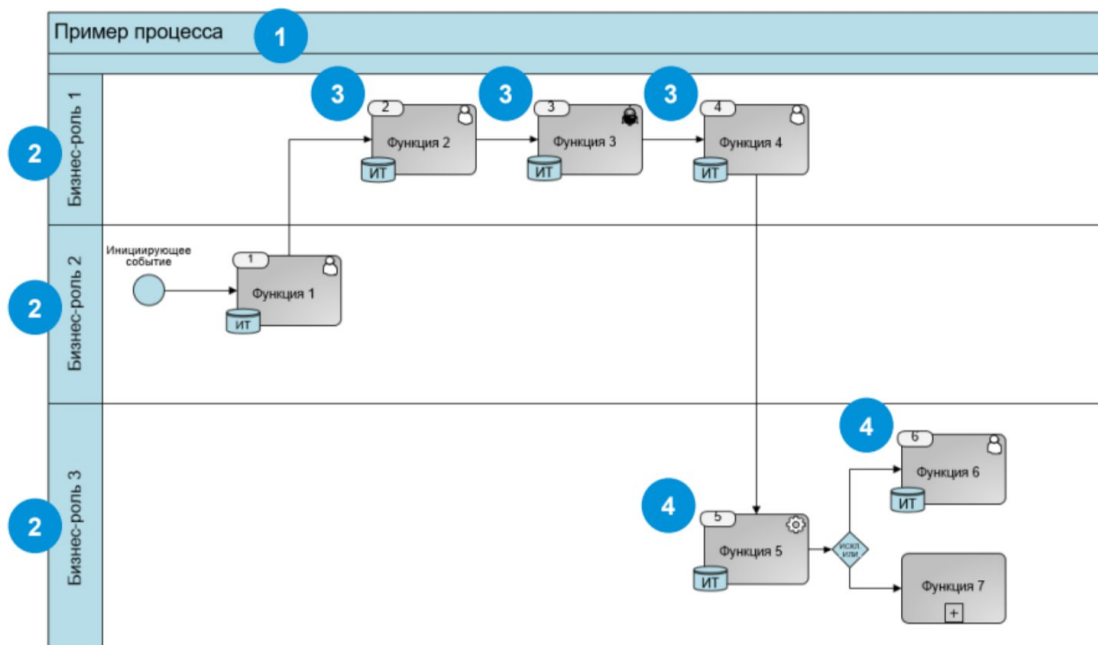 Пример процесса
1
3
3
3
2
Бизнес-роль 1
2
Функция 2
ИТ
3
Функция 3
ИТ
4
Функция 4
ИТ
2
Бизнес-роль 2
Инициирующее
событие
1
Функция 1
ИТ
2
Бизнес-роль 3
4
6
Функция 6
ИТ
4
5
Функция 5
ИТ
ИСКЛ.
ИЛИ
Функция 7